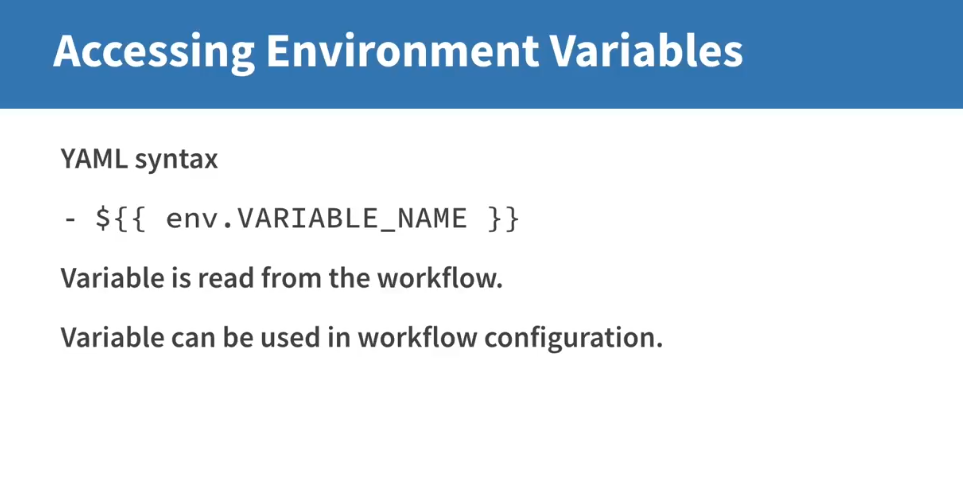 Accessing Environment Variables
YAML syntax
- ${{ env.VARIABLE_NAME }}
Variable is read from the workflow.
Variable can be used in workflow configuration.